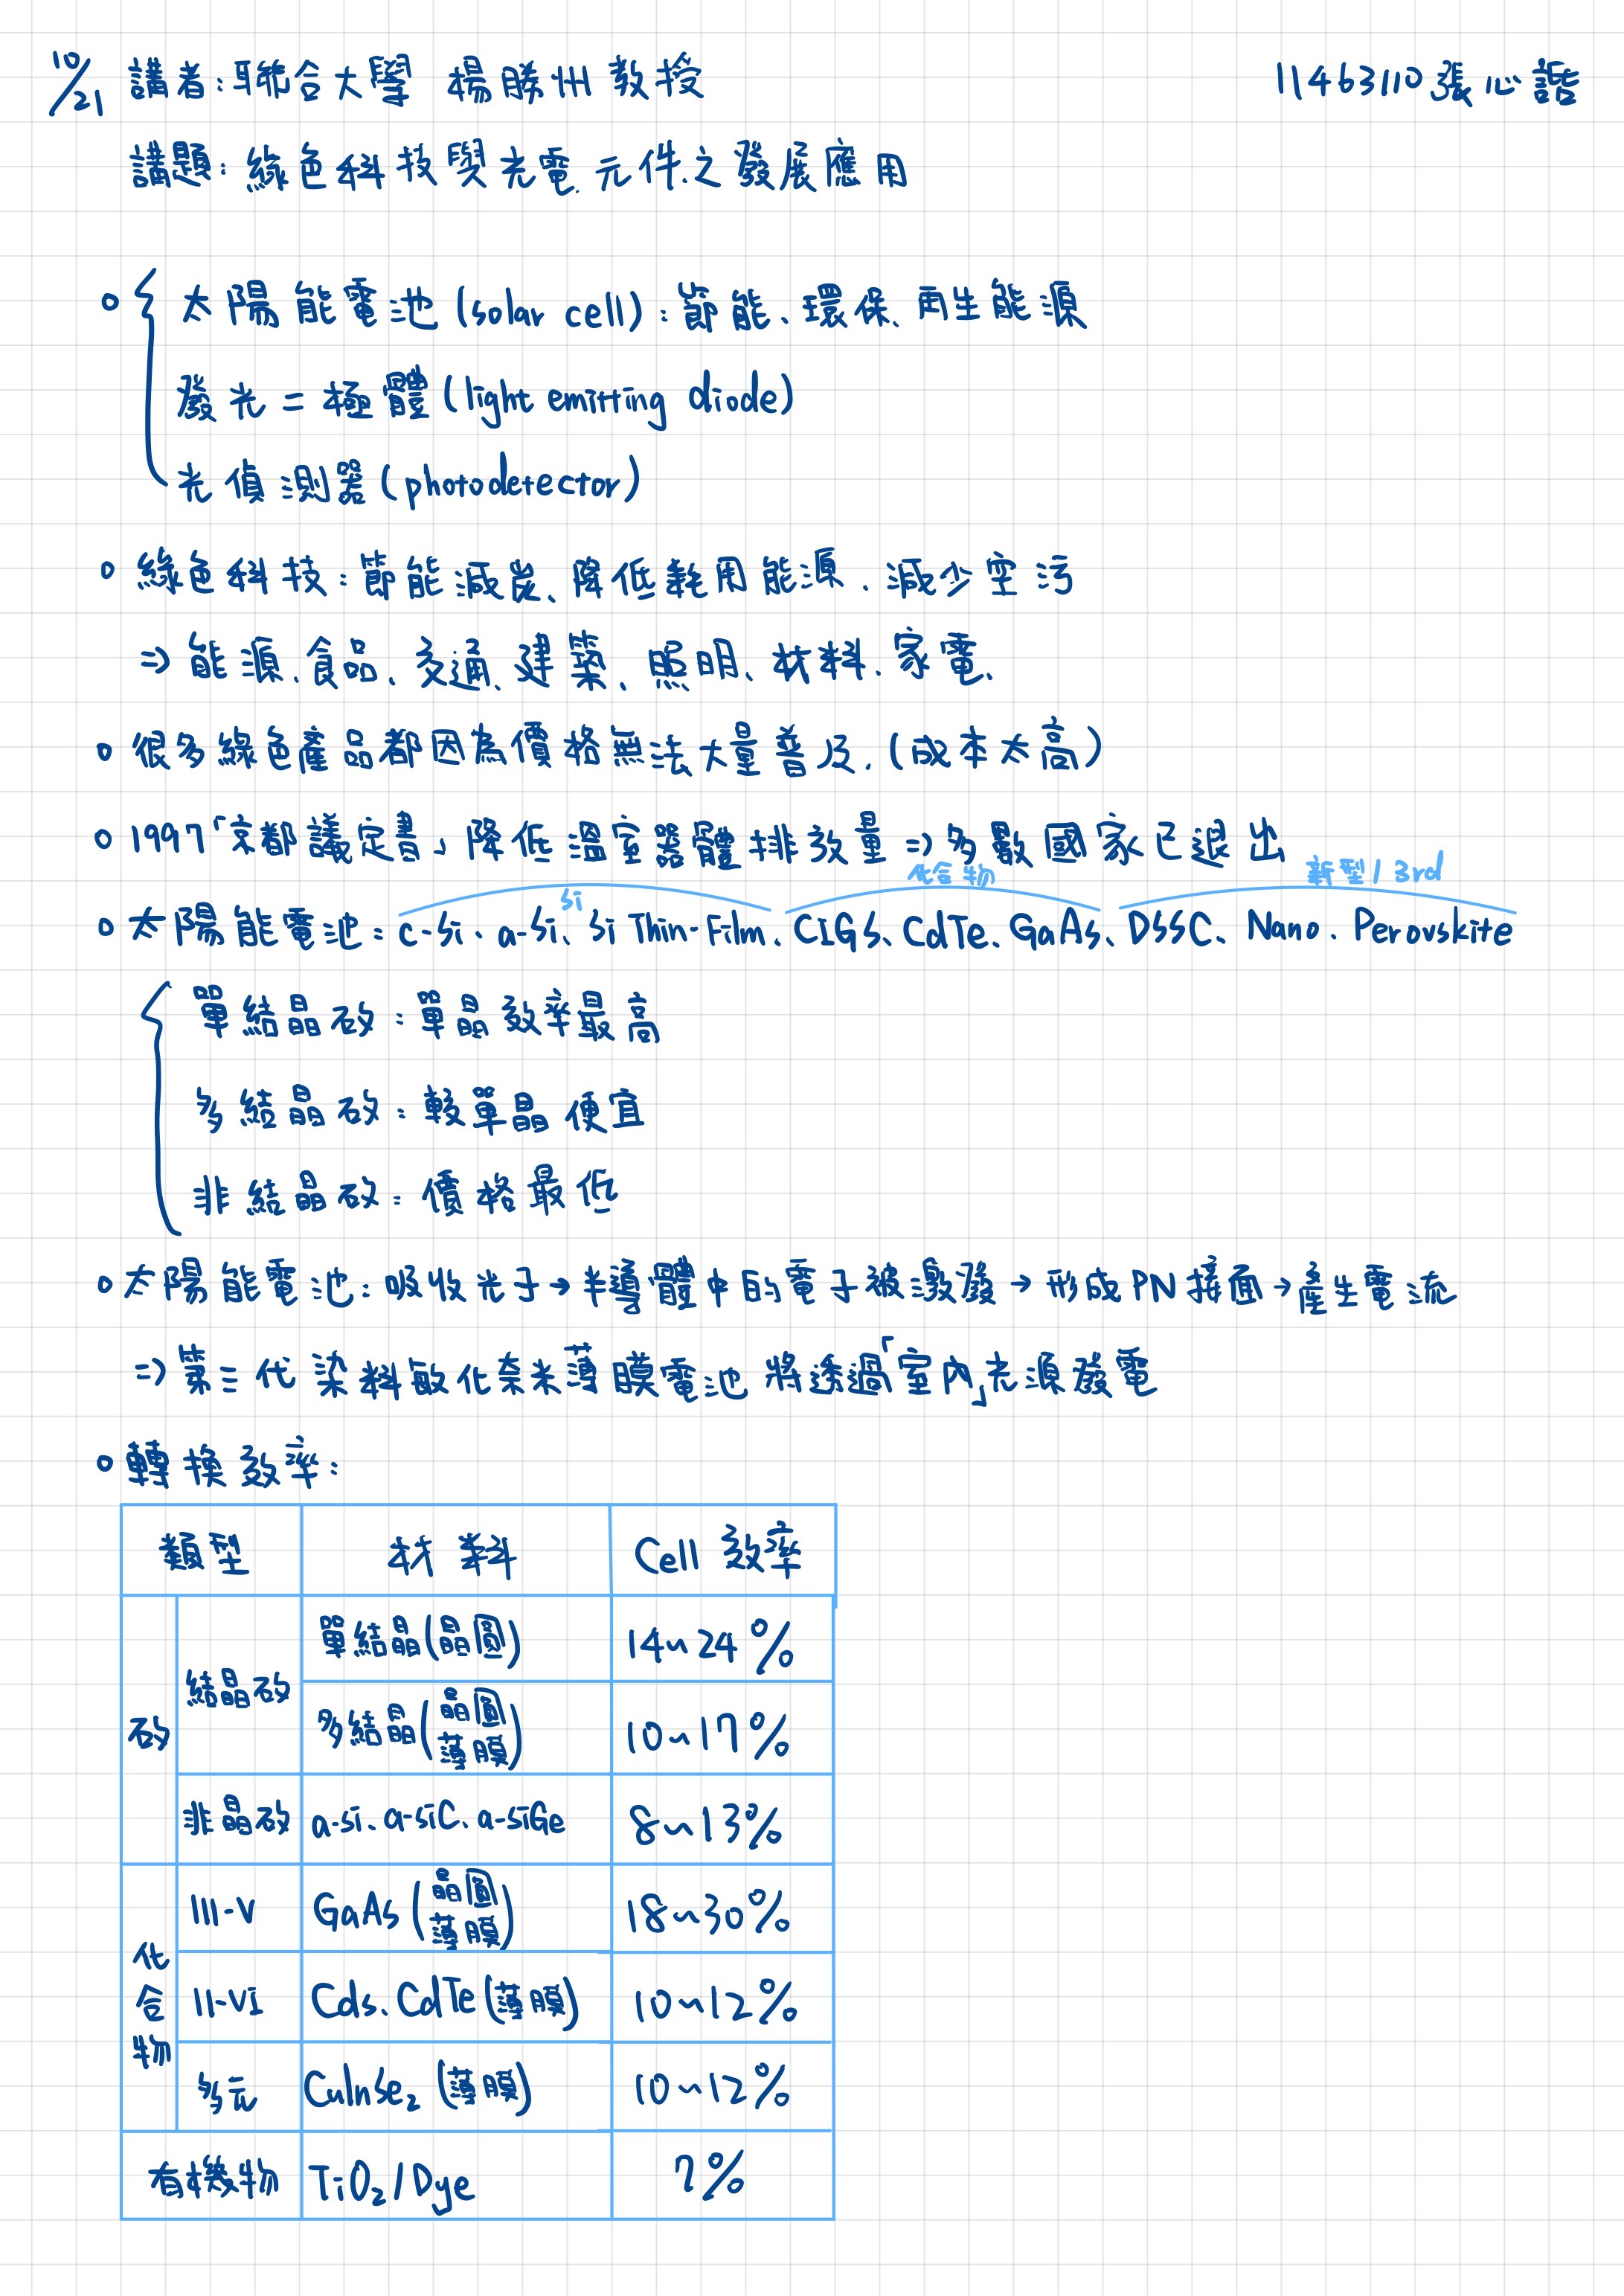 10/21 講者:聯合大學 楊勝州教授 11463110張心諧
講題:綠色科技與光電元件之發展應用
太陽能電池(solar cell):節能、環保、再生能源
發光二極體(light emitting diode)
光偵測器(photodetector)
綠色科技:節能減炭、降低耗用能源、減少空污
⇒能源、食品、交通、建築、照明、材料、家電、
很多綠色產品都因為價格無法大量普及.(成本太高)
1997「京都議定書」降低溫室器體排放量⇒多數國家已退出
Si 化合物 新型/3rd
太陽能電池:c-Si、a-Si、Si Thin-Film、CIGS、CdTe、GaAs、DSSC、Nano、Perovskite
單結晶矽:單晶效率最高
多結晶矽:較單晶便宜
非結晶矽:價格最低
太陽能電池:吸收光子→半導體中的電子被激發→形成PN接面→產生電流
⇒第三代染料敏化奈米薄膜電池將透過「室內」光源發電
轉換效率:
類型 材料 Cell 效率
矽 結晶矽 單結晶(晶圓) 14~24%
多結晶(晶圓 薄膜) 10~17%
非晶矽 a-si、a-siC、a-siGe 8~13%
化合物 III-V GaAs(晶圓 薄膜) 18~30%
II-VI Cds、CdTe(薄膜) 10~12%
多元 CuInSe₂(薄膜) 10~12%
有機物 TiO₂/Dye 7%